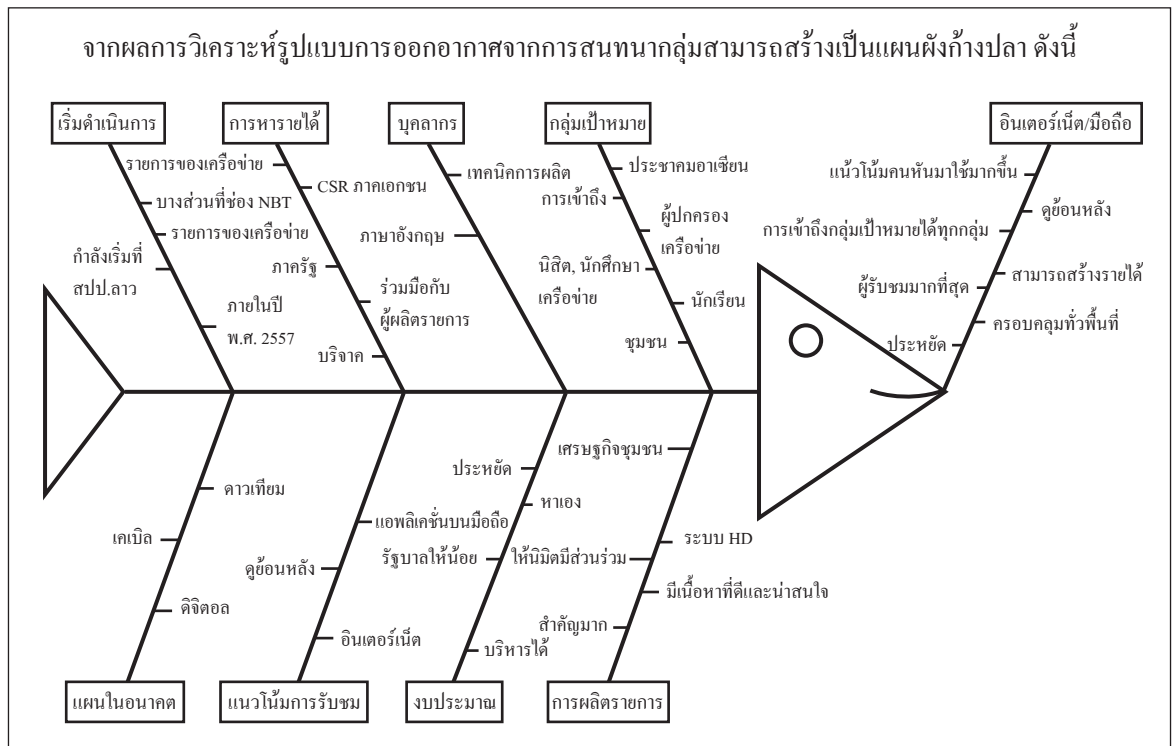 จากผลการวิเคราะห์รูปแบบการออกอากาศจากการสนทนากลุ่มสามารถสร้างเป็นแผนผังก้างปลา ดังนี้
เริ่มดำเนินการ
การหารายได้
บุคลากร
กลุ่มเป้าหมาย
อินเตอร์เน็ต/มือถือ
รายการของเครือข่าย
บางส่วนที่ช่อง NBT
รายการของเครือข่าย
กำลังเริ่มที่
สปป.ลาว
ภายในปี
พ.ศ. 2557
CSR ภาคเอกชน
ภาครัฐ
ร่วมมือกับ
ผู้ผลิตรายการ
บริจาค
เทคนิคการผลิต
ภาษาอังกฤษ
ประชาคมอาเซียน
การเข้าถึง
ผู้ปกครอง
เครือข่าย
นิสิต, นักศึกษา
เครือข่าย
นักเรียน
ชุมชน
แน้วโน้มคนหันมาใช้มากขึ้น
ดูย้อนหลัง
การเข้าถึงกลุ่มเป้าหมายได้ทุกกลุ่ม
สามารถสร้างรายได้
ผู้รับชมมากที่สุด
ครอบคลุมทั่วพื้นที่
ประหยัด
ดาวเทียม
เคเบิล
ดิจิตอล
แอพลิเคชั่นบนมือถือ
ดูย้อนหลัง
อินเตอร์เน็ต
ประหยัด
หาเอง
รัฐบาลให้น้อย
บริหารได้
เศรษฐกิจชุมชน
ระบบ HD
ให้นิมิตมีส่วนร่วม
มีเนื้อหาที่ดีและน่าสนใจ
สำคัญมาก
แผนในอนาคต
แนวโน้มการรับชม
งบประมาณ
การผลิตรายการ